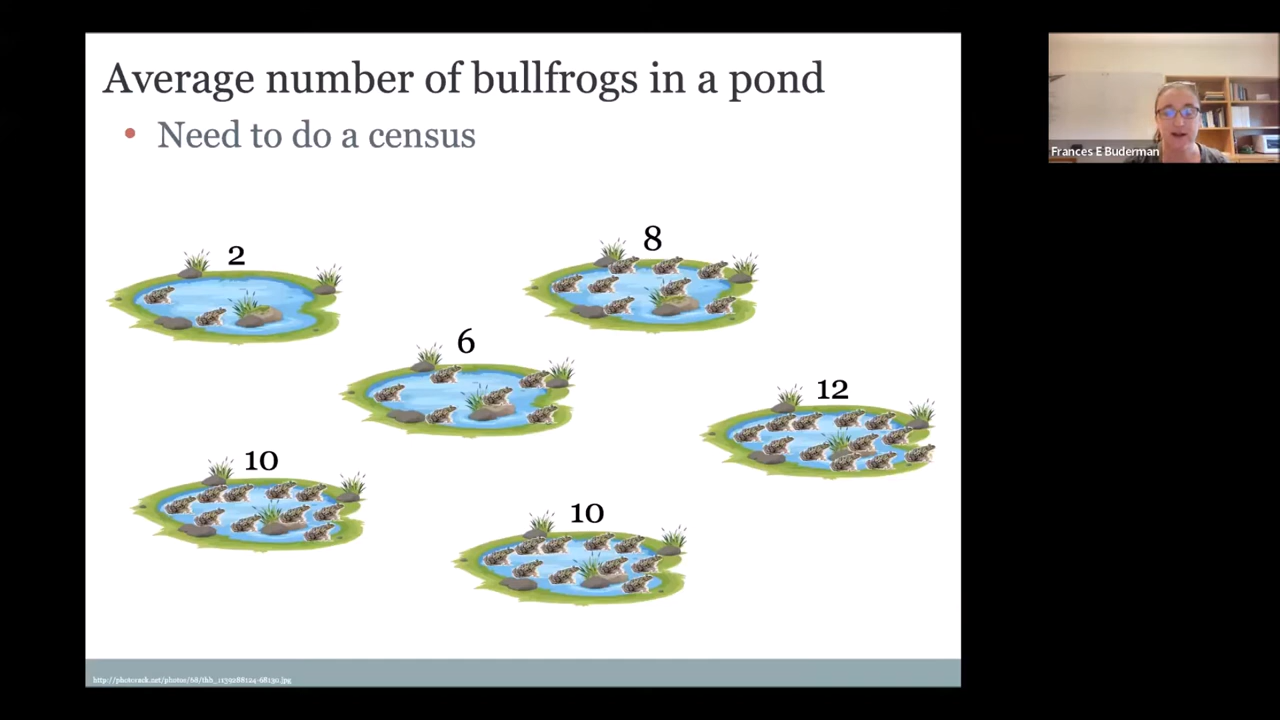 Average number of bullfrogs in a pond
• Need to do a census
2
8
6
12
10
10
Frances E Buderman